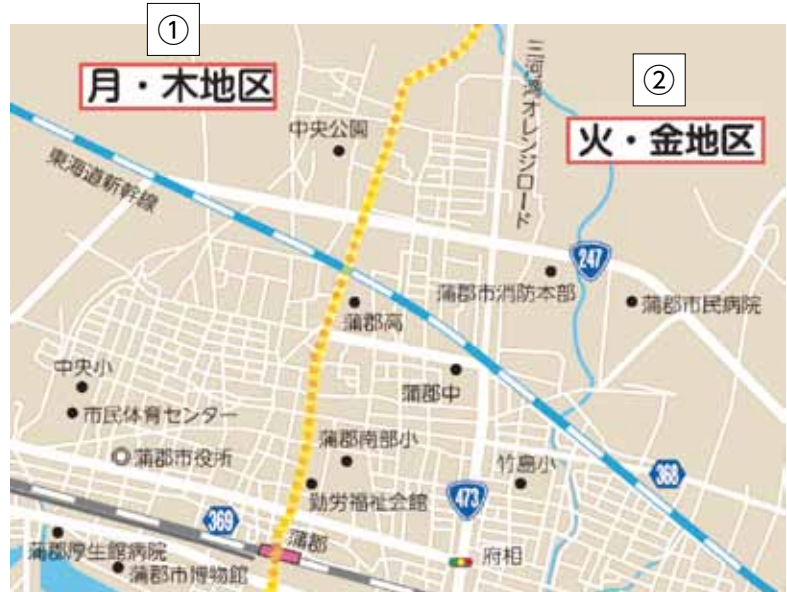 ①
月・木地区
②
火・金地区
三河湾オレンジロード
中央公園
東海道新幹線
247
蒲郡市消防本部
蒲郡市民病院
蒲郡高
中央小
蒲郡中
市民体育センター
蒲郡市役所
蒲郡南部小
竹島小
368
勤労福祉会館
473
369
蒲郡
蒲郡厚生館病院
府相
蒲郡市博物館